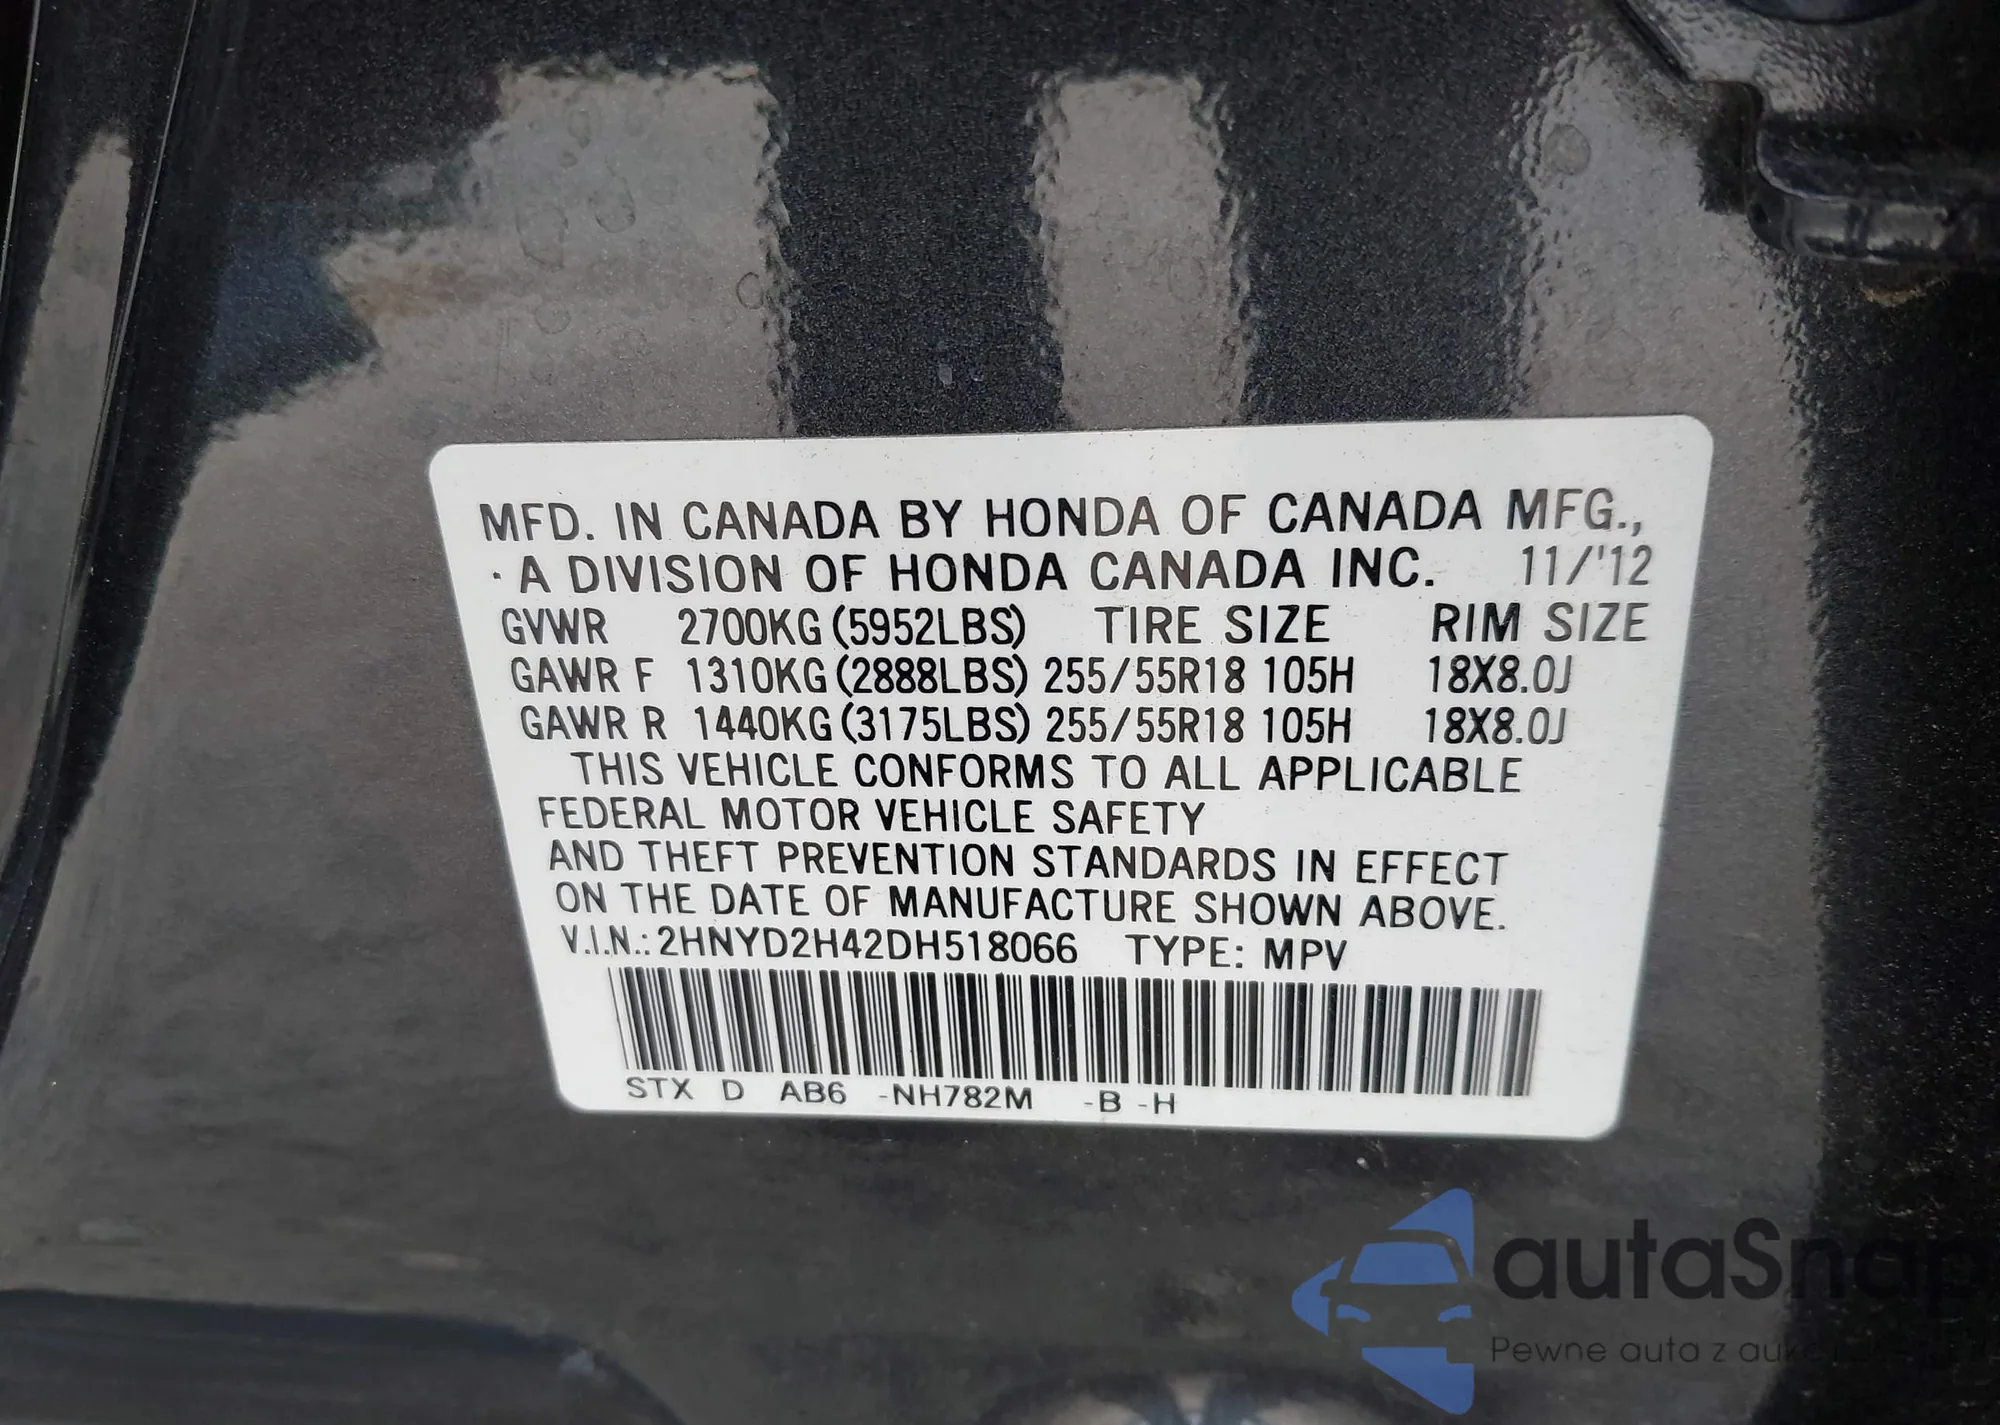 MFD. IN CANADA BY HONDA OF CANADA MFG.,
· A DIVISION OF HONDA CANADA INC. 11/'12
GVWR 2700KG (5952LBS) TIRE SIZE RIM SIZE
GAWR F 1310KG (2888LBS) 255/55R18 105H 18X8.0J
GAWR R 1440KG (3175LBS) 255/55R18 105H 18X8.0J
THIS VEHICLE CONFORMS TO ALL APPLICABLE
FEDERAL MOTOR VEHICLE SAFETY
AND THEFT PREVENTION STANDARDS IN EFFECT
ON THE DATE OF MANUFACTURE SHOWN ABOVE.
V.I.N.: 2HNYD2H42DH518066 TYPE: MPV
STX D AB6 -NH782M -B -H
autaSnap
Pewne auta z